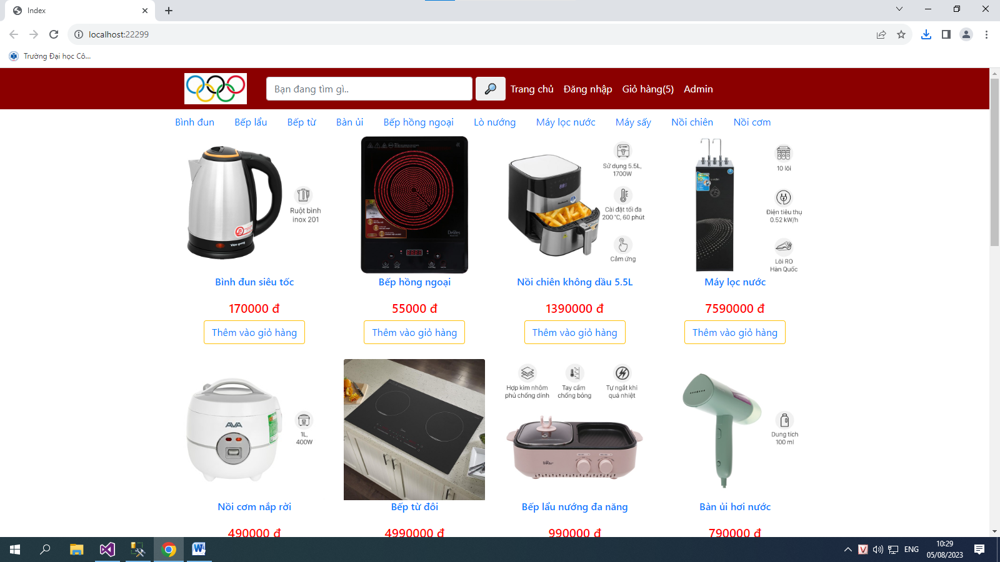 Index
localhost:22299
Trường Đại học Cô...
Bạn đang tìm gì..
Trang chủ
Đăng nhập
Giỏ hàng(5)
Admin
Bình đun
Bếp lẩu
Bếp từ
Bàn ủi
Bếp hồng ngoại
Lò nướng
Máy lọc nước
Máy sấy
Nồi chiên
Nồi cơm
Ruột bình
inox 201
Sử dụng 5.5L,
1700W
Cài đặt tối đa
200 °C, 60 phút
Cảm ứng
10 lõi
Điện tiêu thụ
0.52 kW/h
Lõi RO
Hàn Quốc
Bình đun siêu tốc
Bếp hồng ngoại
Nồi chiên không dầu 5.5L
Máy lọc nước
170000 đ
55000 đ
1390000 đ
7590000 đ
Thêm vào giỏ hàng
Thêm vào giỏ hàng
Thêm vào giỏ hàng
Thêm vào giỏ hàng
AVA
1L,
400W
Hợp kim nhôm
phủ chống dính
Tay cầm
chống bỏng
Tự ngắt khi
quá nhiệt
Bear
Dung tích
100 ml
Nồi cơm nắp rời
Bếp từ đôi
Bếp lẩu nướng đa năng
Bàn ủi hơi nước
490000 đ
4990000 đ
990000 đ
790000 đ
ENG
10:29
05/08/2023